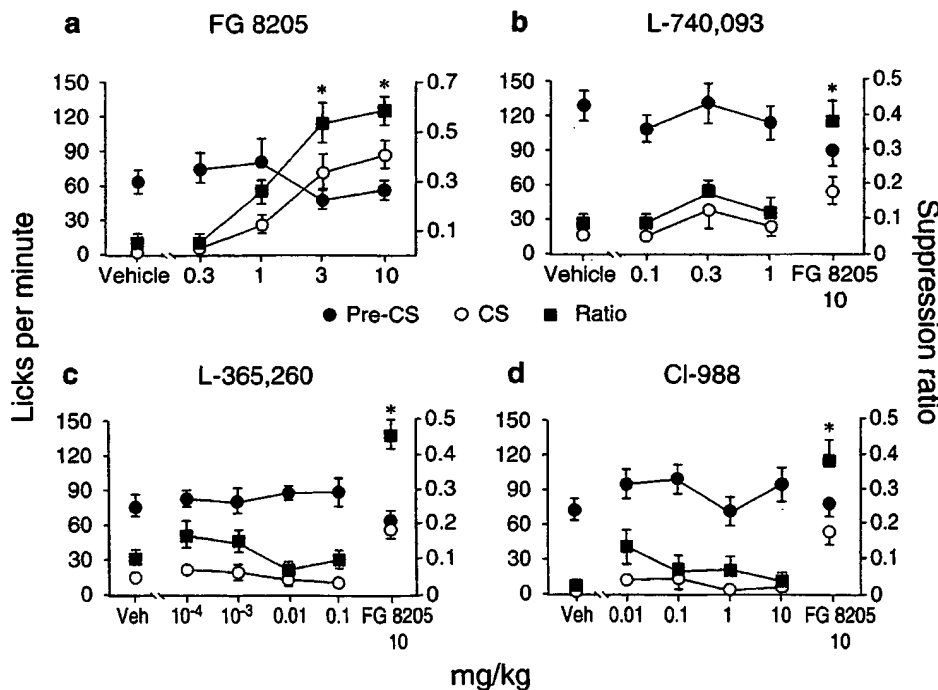 a FG 8205
b L-740,093
150 120 90 60 30 0
0.7 0.5 0.3 0.1
* *
Vehicle 0.3 1 3 10
150 120 90 60 30 0
0.5 0.4 0.3 0.2 0.1 0
*
Vehicle 0.1 0.3 1 FG 8205
10
Licks per minute
Suppression ratio
Pre-CS CS Ratio
c L-365,260
d CI-988
150 120 90 60 30 0
0.5 0.4 0.3 0.2 0.1 0
*
Veh 10-4 10-3 0.01 0.1 FG 8205
10
150 120 90 60 30 0
0.5 0.4 0.3 0.2 0.1 0
*
Veh 0.01 0.1 1 10 FG 8205
10
mg/kg